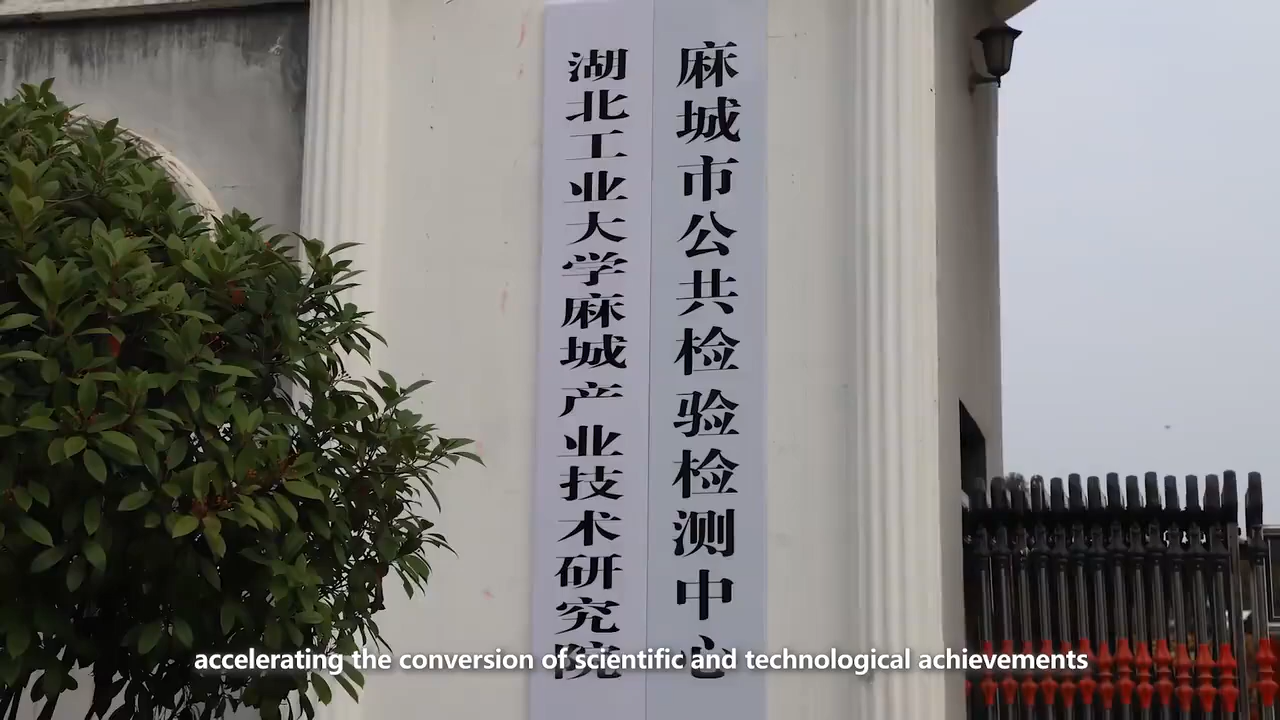 麻城市公共检验检测中心
湖北工业大学麻城产业技术研究院
accelerating the conversion of scientific and technological achievements